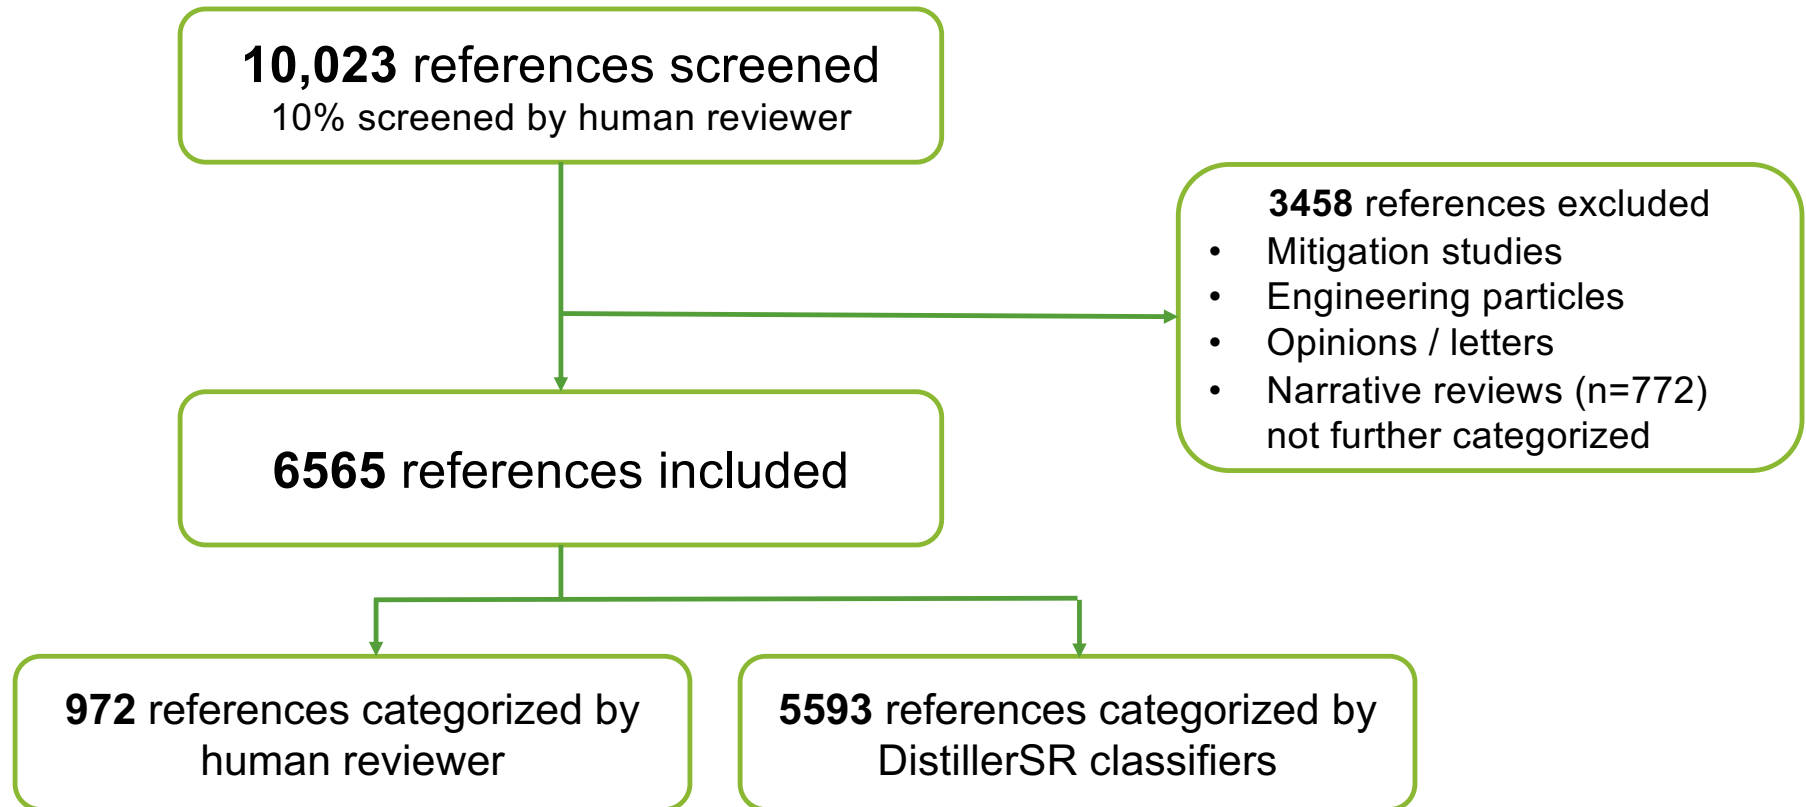 10,023 references screened
10% screened by human reviewer
3458 references excluded
• Mitigation studies
• Engineering particles
• Opinions / letters
• Narrative reviews (n=772)
not further categorized
6565 references included
972 references categorized by
human reviewer
5593 references categorized by
DistillerSR classifiers